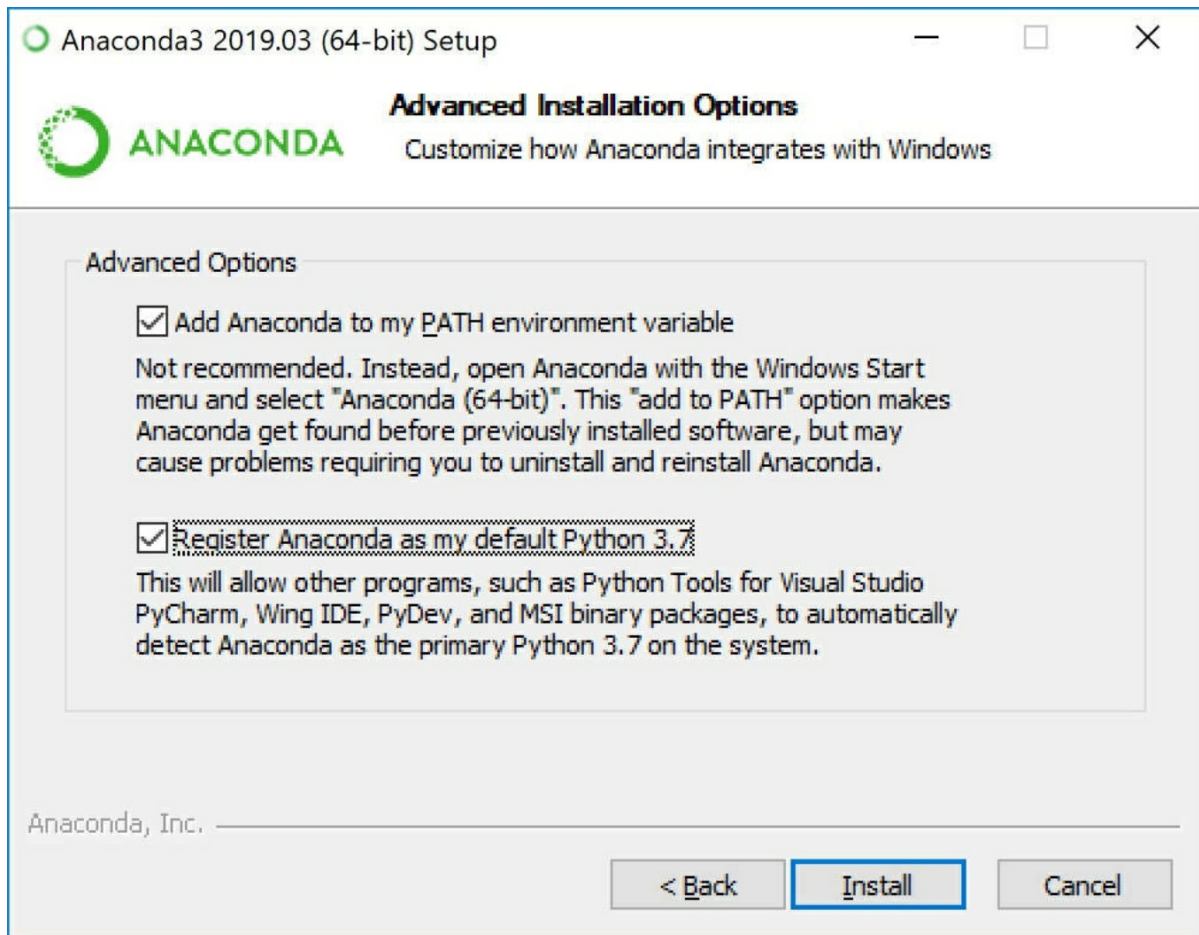 Anaconda3 2019.03 (64-bit) Setup
ANACONDA
Advanced Installation Options
Customize how Anaconda integrates with Windows
Advanced Options
Add Anaconda to my PATH environment variable
Not recommended. Instead, open Anaconda with the Windows Start
menu and select "Anaconda (64-bit)". This "add to PATH" option makes
Anaconda get found before previously installed software, but may
cause problems requiring you to uninstall and reinstall Anaconda.
Register Anaconda as my default Python 3.7
This will allow other programs, such as Python Tools for Visual Studio
PyCharm, Wing IDE, PyDev, and MSI binary packages, to automatically
detect Anaconda as the primary Python 3.7 on the system.
Anaconda, Inc.
< Back
Install
Cancel